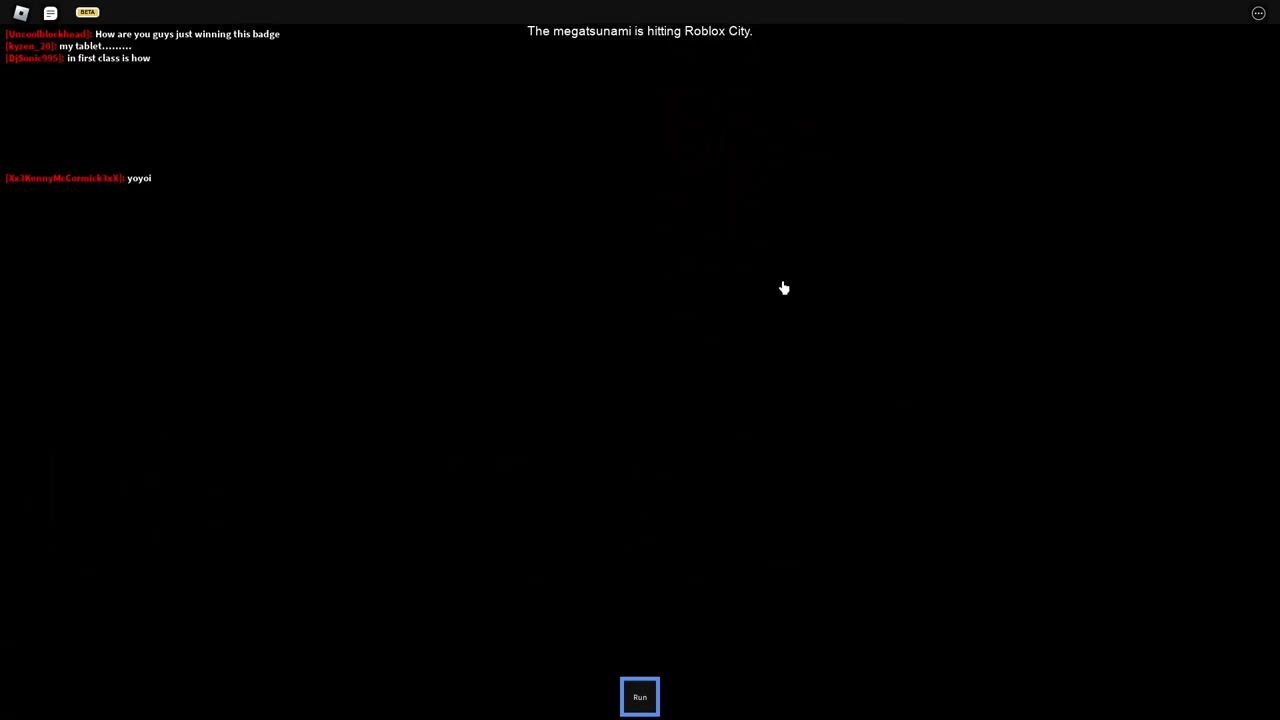 BETA
The megatsunami is hitting Roblox City.
[Uncoolblockhead]: How are you guys just winning this badge
[kyzen_20]: my tablet.........
[DjSonic995]: in first class is how
[Xx3KennyMcCormick3xX]: yoyoi
Run